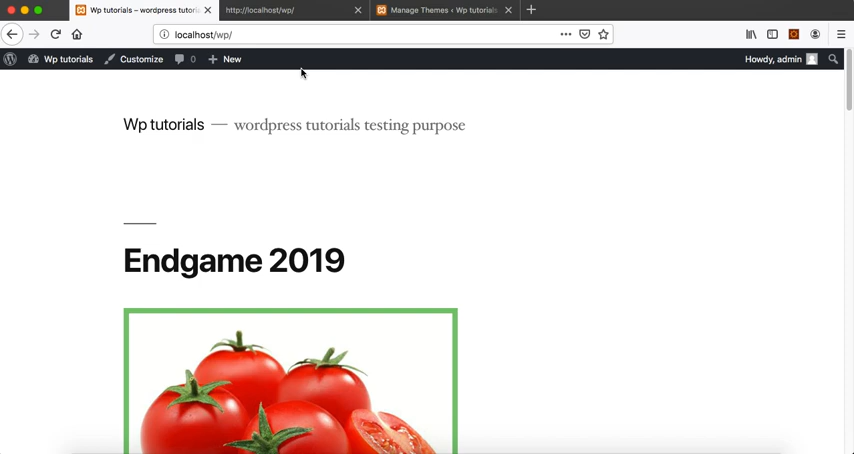 Wp tutorials – wordpress tutoria
http://localhost/wp/
Manage Themes ‹ Wp tutorials
localhost/wp/
Wp tutorials Customize 0 New Howdy, admin
Wp tutorials — wordpress tutorials testing purpose
Endgame 2019